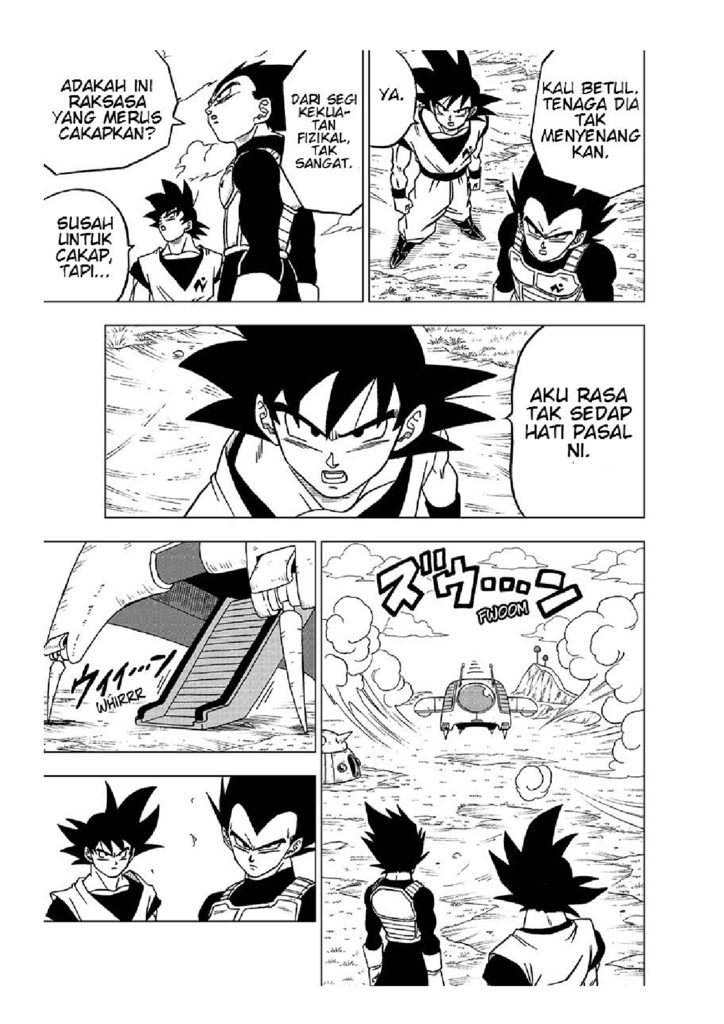 KAU BETUL.
TENAGA DIA
TAK
MENYENANG
KAN.
YA.
DARI SEGI
KEKUA-
TAN
FIZIKAL,
TAK
SANGAT.
ADAKAH INI
RAKSASA
YANG MERUS
CAKAPKAN?
SUSAH
UNTUK
CAKAP,
TAPI...
AKU RASA
TAK SEDAP
HATI PASAL
NI.
ズウ・・・ン
FWOOM
ウィイ・・・ン
WHIRRR